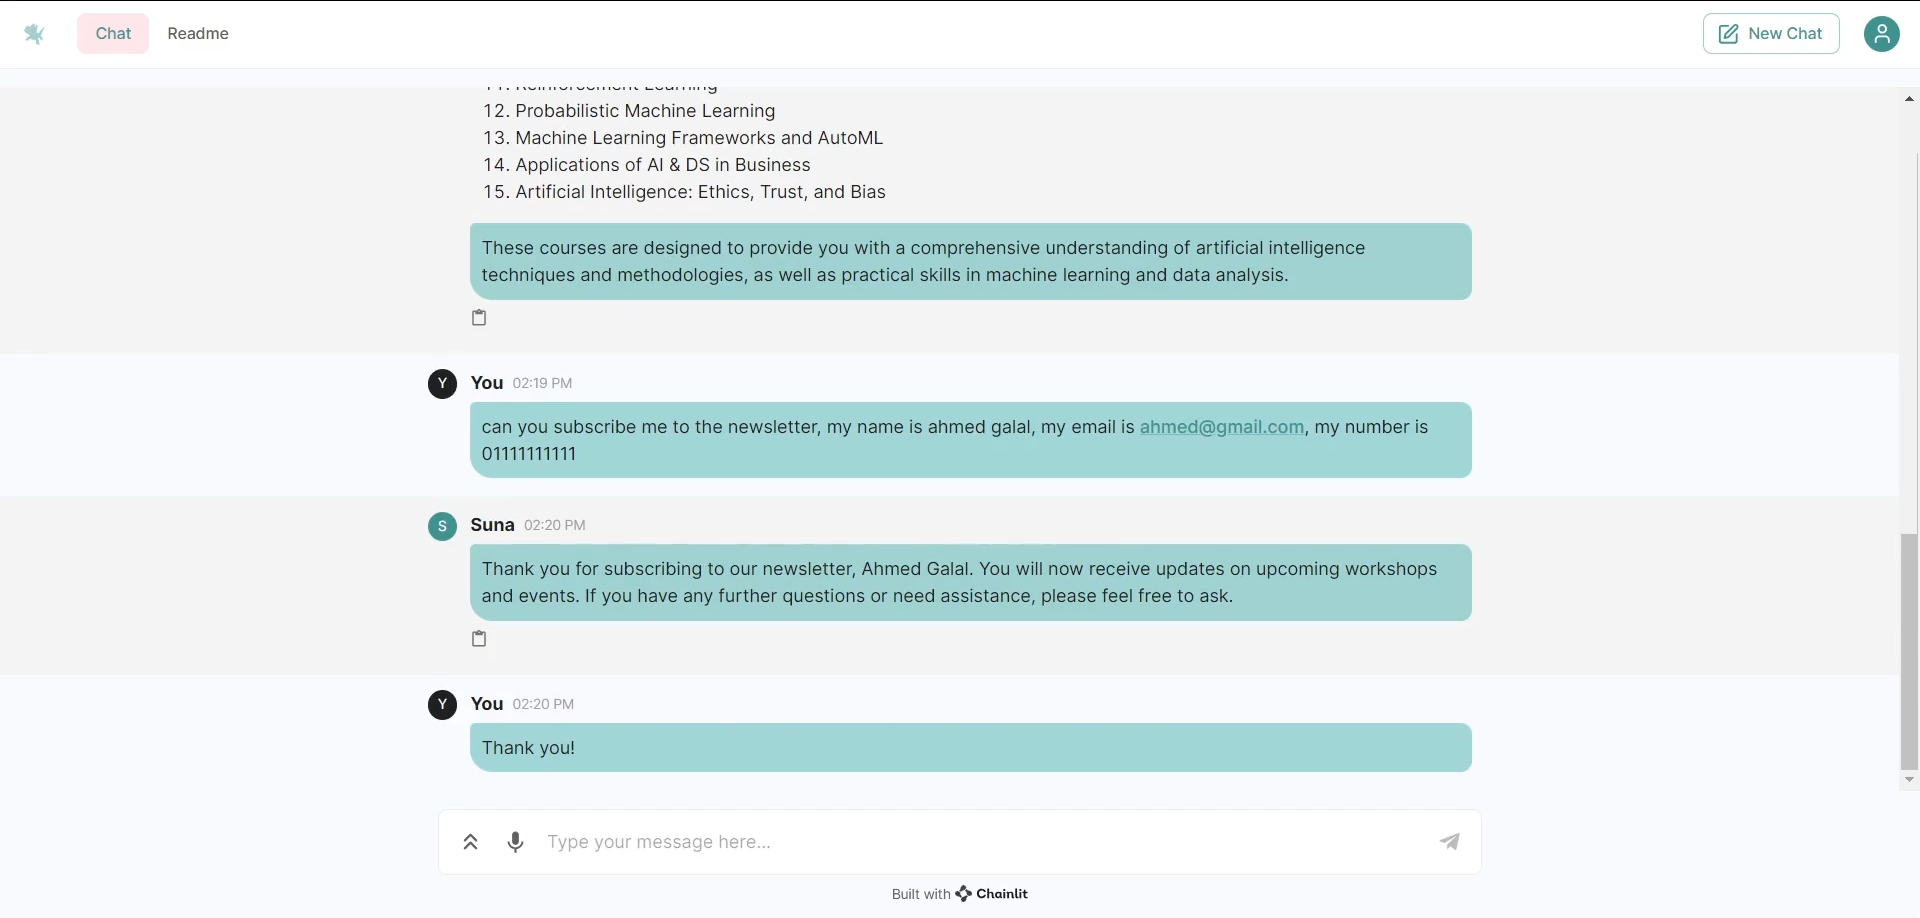 Chat
Readme
New Chat
11. Reinforcement Learning
12. Probabilistic Machine Learning
13. Machine Learning Frameworks and AutoML
14. Applications of AI & DS in Business
15. Artificial Intelligence: Ethics, Trust, and Bias
These courses are designed to provide you with a comprehensive understanding of artificial intelligence
techniques and methodologies, as well as practical skills in machine learning and data analysis.
Y You 02:19 PM
can you subscribe me to the newsletter, my name is ahmed galal, my email is ahmed@gmail.com, my number is
01111111111
S Suna 02:20 PM
Thank you for subscribing to our newsletter, Ahmed Galal. You will now receive updates on upcoming workshops
and events. If you have any further questions or need assistance, please feel free to ask.
Y You 02:20 PM
Thank you!
Type your message here...
Built with Chainlit